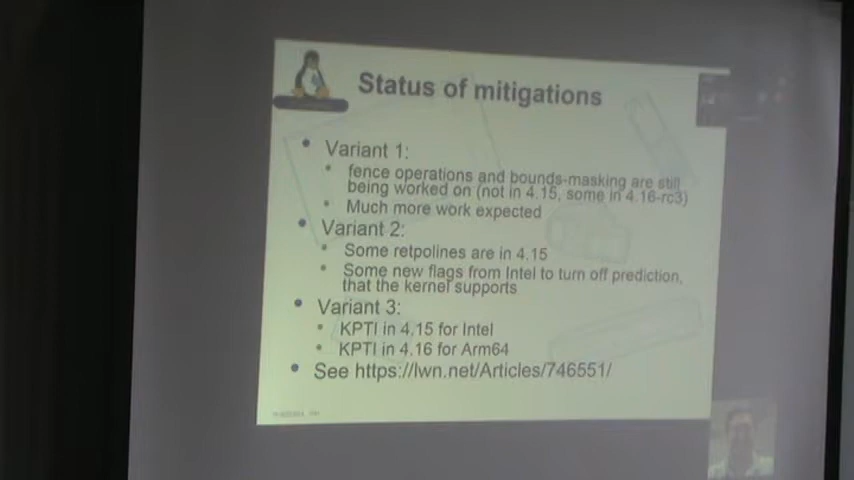 Status of mitigations
• Variant 1:
• fence operations and bounds-masking are still
being worked on (not in 4.15, some in 4.16-rc3)
• Much more work expected
• Variant 2:
• Some retpolines are in 4.15
• Some new flags from Intel to turn off prediction,
that the kernel supports
• Variant 3:
• KPTI in 4.15 for Intel
• KPTI in 4.16 for Arm64
• See https://lwn.net/Articles/746551/